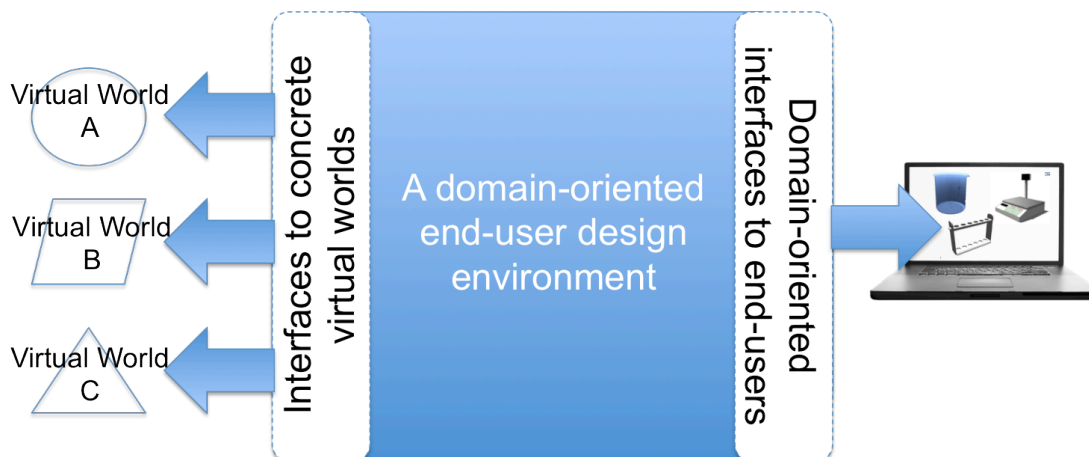 Virtual World
A
Virtual World
B
Virtual World
C
Interfaces to concrete
virtual worlds
A domain-oriented
end-user design
environment
Domain-oriented
interfaces to end-users